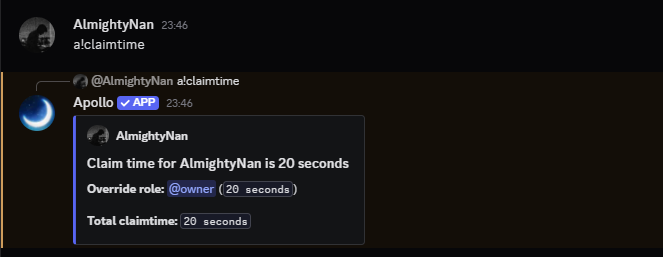 AlmightyNan 23:46
a!claimtime
@AlmightyNan a!claimtime
Apollo APP 23:46
AlmightyNan
Claim time for AlmightyNan is 20 seconds
Override role: @owner (20 seconds)
Total claimtime: 20 seconds